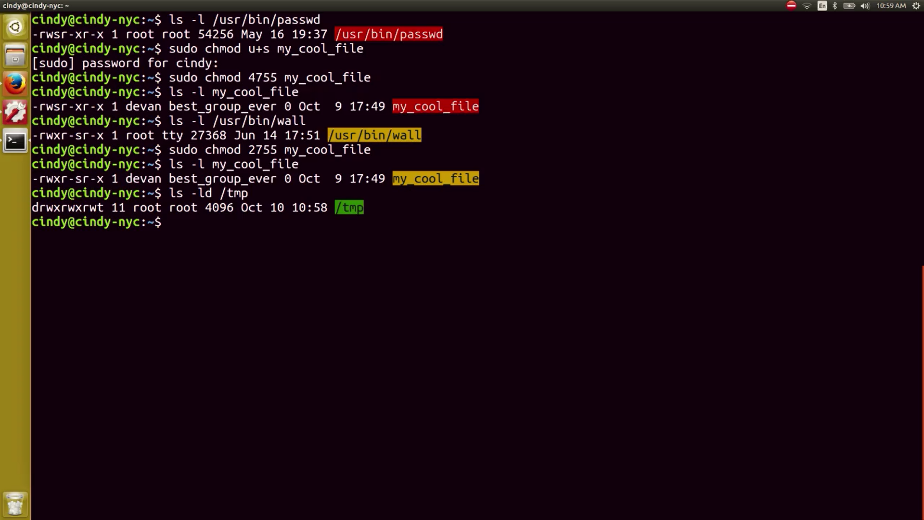 cindy@cindy-nyc: ~
En
10:59 AM
cindy@cindy-nyc:~$ ls -l /usr/bin/passwd
-rwsr-xr-x 1 root root 54256 May 16 19:37 /usr/bin/passwd
cindy@cindy-nyc:~$ sudo chmod u+s my_cool_file
[sudo] password for cindy:
cindy@cindy-nyc:~$ sudo chmod 4755 my_cool_file
cindy@cindy-nyc:~$ ls -l my_cool_file
-rwsr-xr-x 1 devan best_group_ever 0 Oct  9 17:49 my_cool_file
cindy@cindy-nyc:~$ ls -l /usr/bin/wall
-rwxr-sr-x 1 root tty 27368 Jun 14 17:51 /usr/bin/wall
cindy@cindy-nyc:~$ sudo chmod 2755 my_cool_file
cindy@cindy-nyc:~$ ls -l my_cool_file
-rwxr-sr-x 1 devan best_group_ever 0 Oct  9 17:49 my_cool_file
cindy@cindy-nyc:~$ ls -ld /tmp
drwxrwxrwt 11 root root 4096 Oct 10 10:58 /tmp
cindy@cindy-nyc:~$